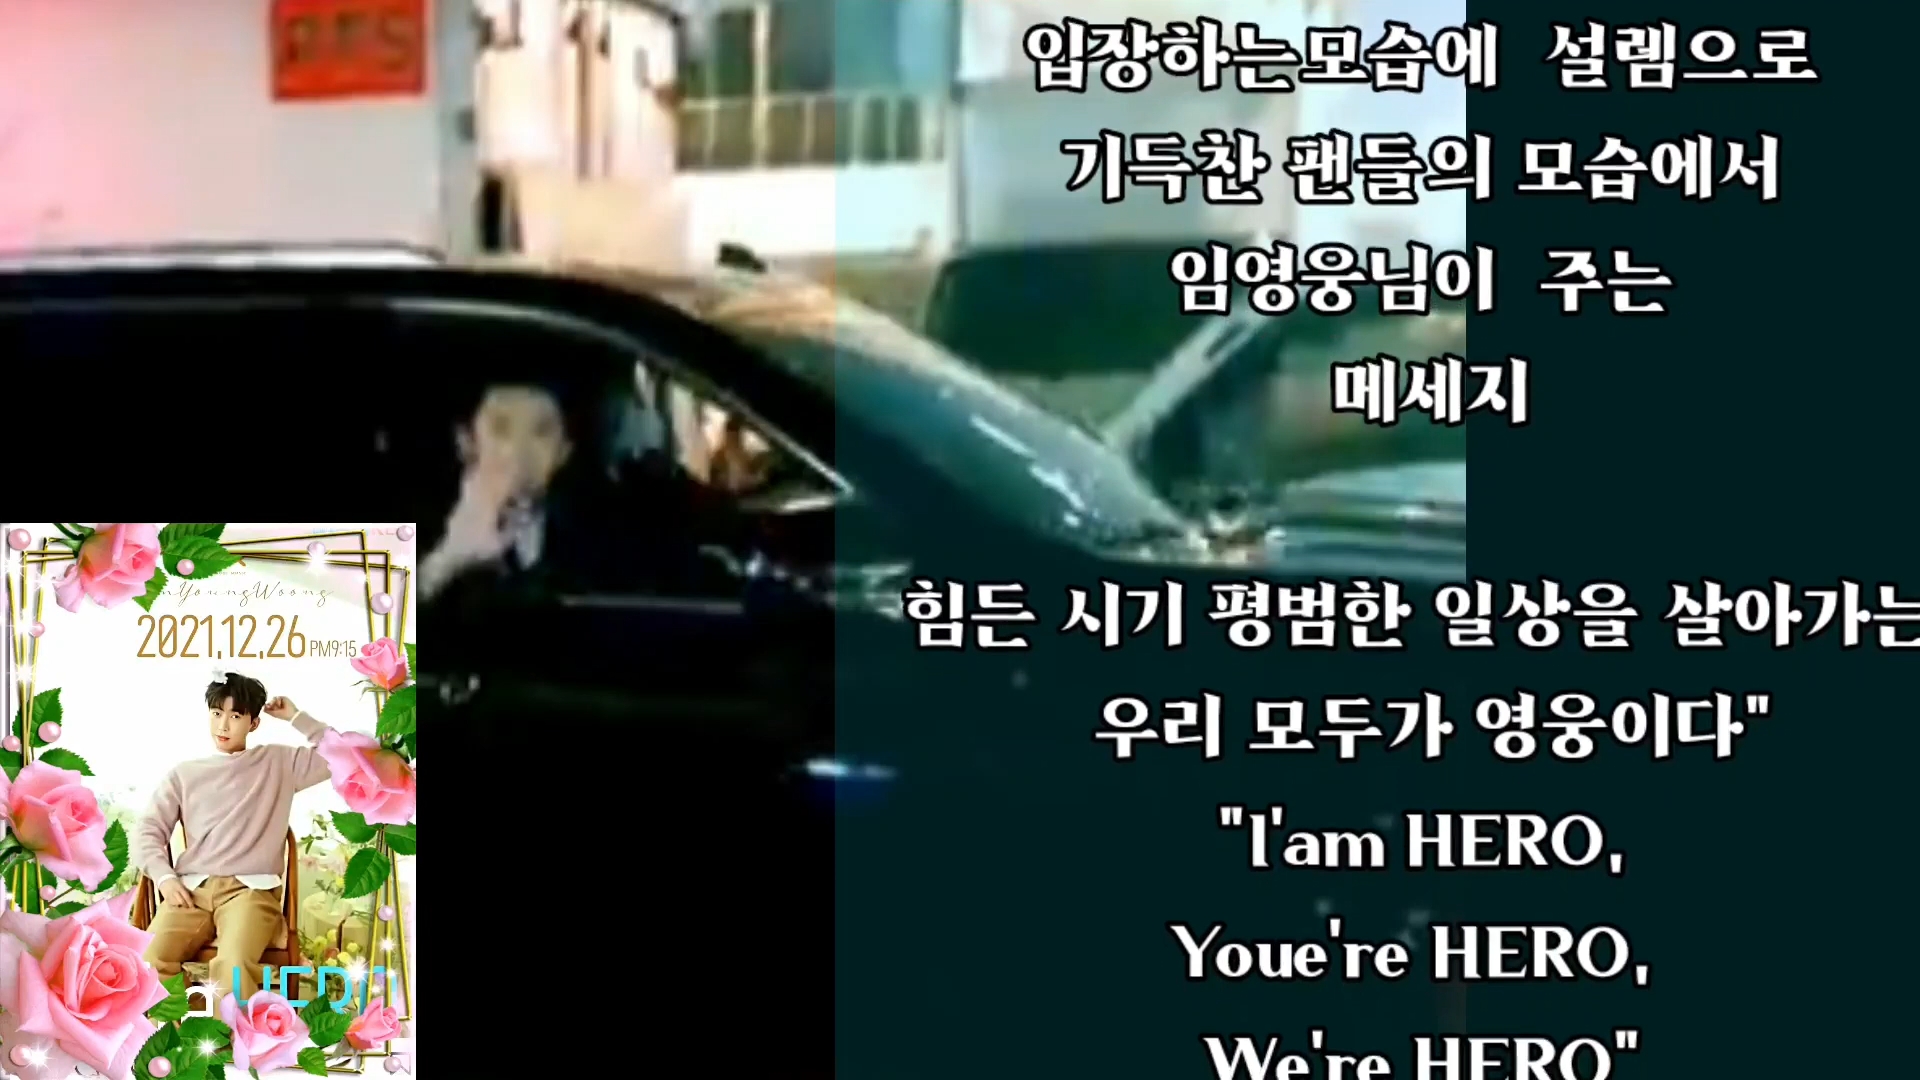 입장하는모습에 설렘으로
기득찬 팬들의 모습에서
임영웅님이 주는
메세지
힘든 시기 평범한 일상을 살아가는
우리 모두가 영웅이다"
"I'am HERO,
Youe're HERO,
We're HERO"
YoungWoong
2021.12.26 PM9:15
HERO